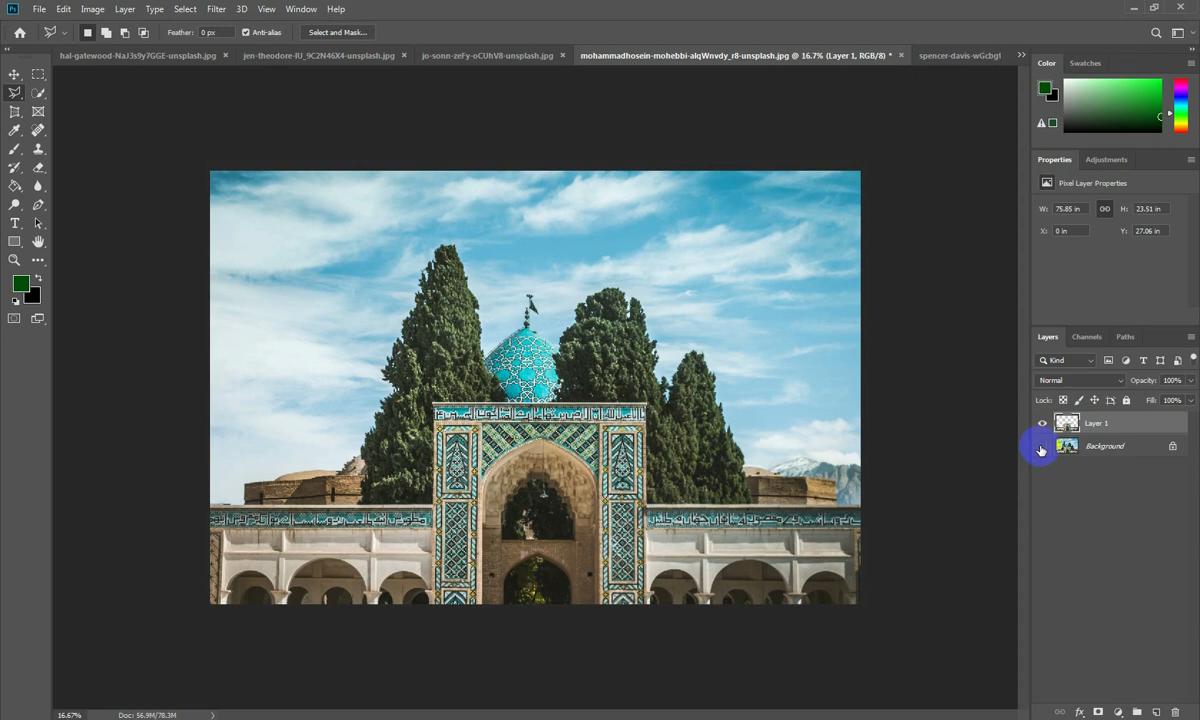 Ps File Edit Image Layer Type Select Filter 3D View Window Help
Feather: 0 px Anti-alias Select and Mask...
hal-gatewood-NaJ3s9y7GGE-unsplash.jpg × jen-theodore-IU_9C2N46X4-unsplash.jpg × jo-sonn-zeFy-oCUhV8-unsplash.jpg × mohammadhosein-mohebbi-alqWnvdy_r8-unsplash.jpg @ 16.7% (Layer 1, RGB/8) * × spencer-davis-wGcbgf
Color Swatches
Properties Adjustments
Pixel Layer Properties
W: 75.85 in H: 23.51 in
X: 0 in Y: 27.06 in
Layers Channels Paths
Kind
Normal Opacity: 100%
Lock: Fill: 100%
Layer 1
Background
16.67% Doc: 56.9M/78.3M